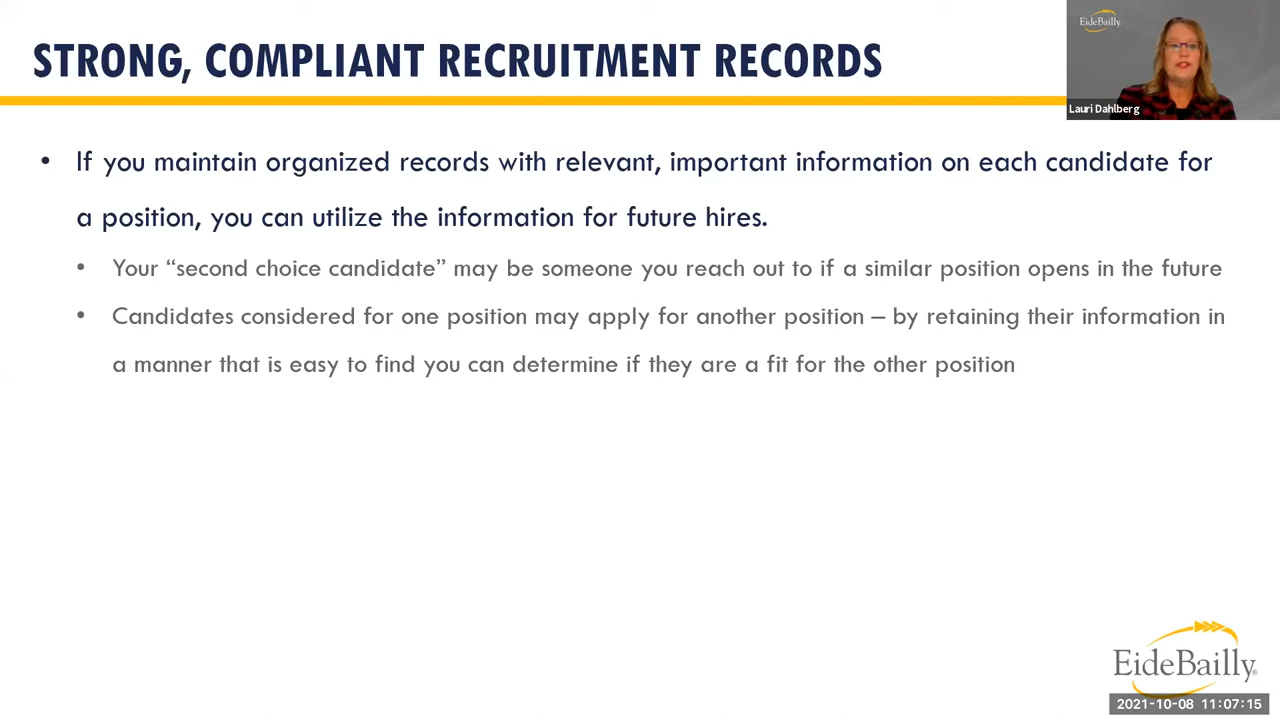 STRONG, COMPLIANT RECRUITMENT RECORDS
EideBailly
Lauri Dahlberg
• If you maintain organized records with relevant, important information on each candidate for
a position, you can utilize the information for future hires.
• Your “second choice candidate” may be someone you reach out to if a similar position opens in the future
• Candidates considered for one position may apply for another position – by retaining their information in
a manner that is easy to find you can determine if they are a fit for the other position
EideBailly®
2021-10-08 11:07:15